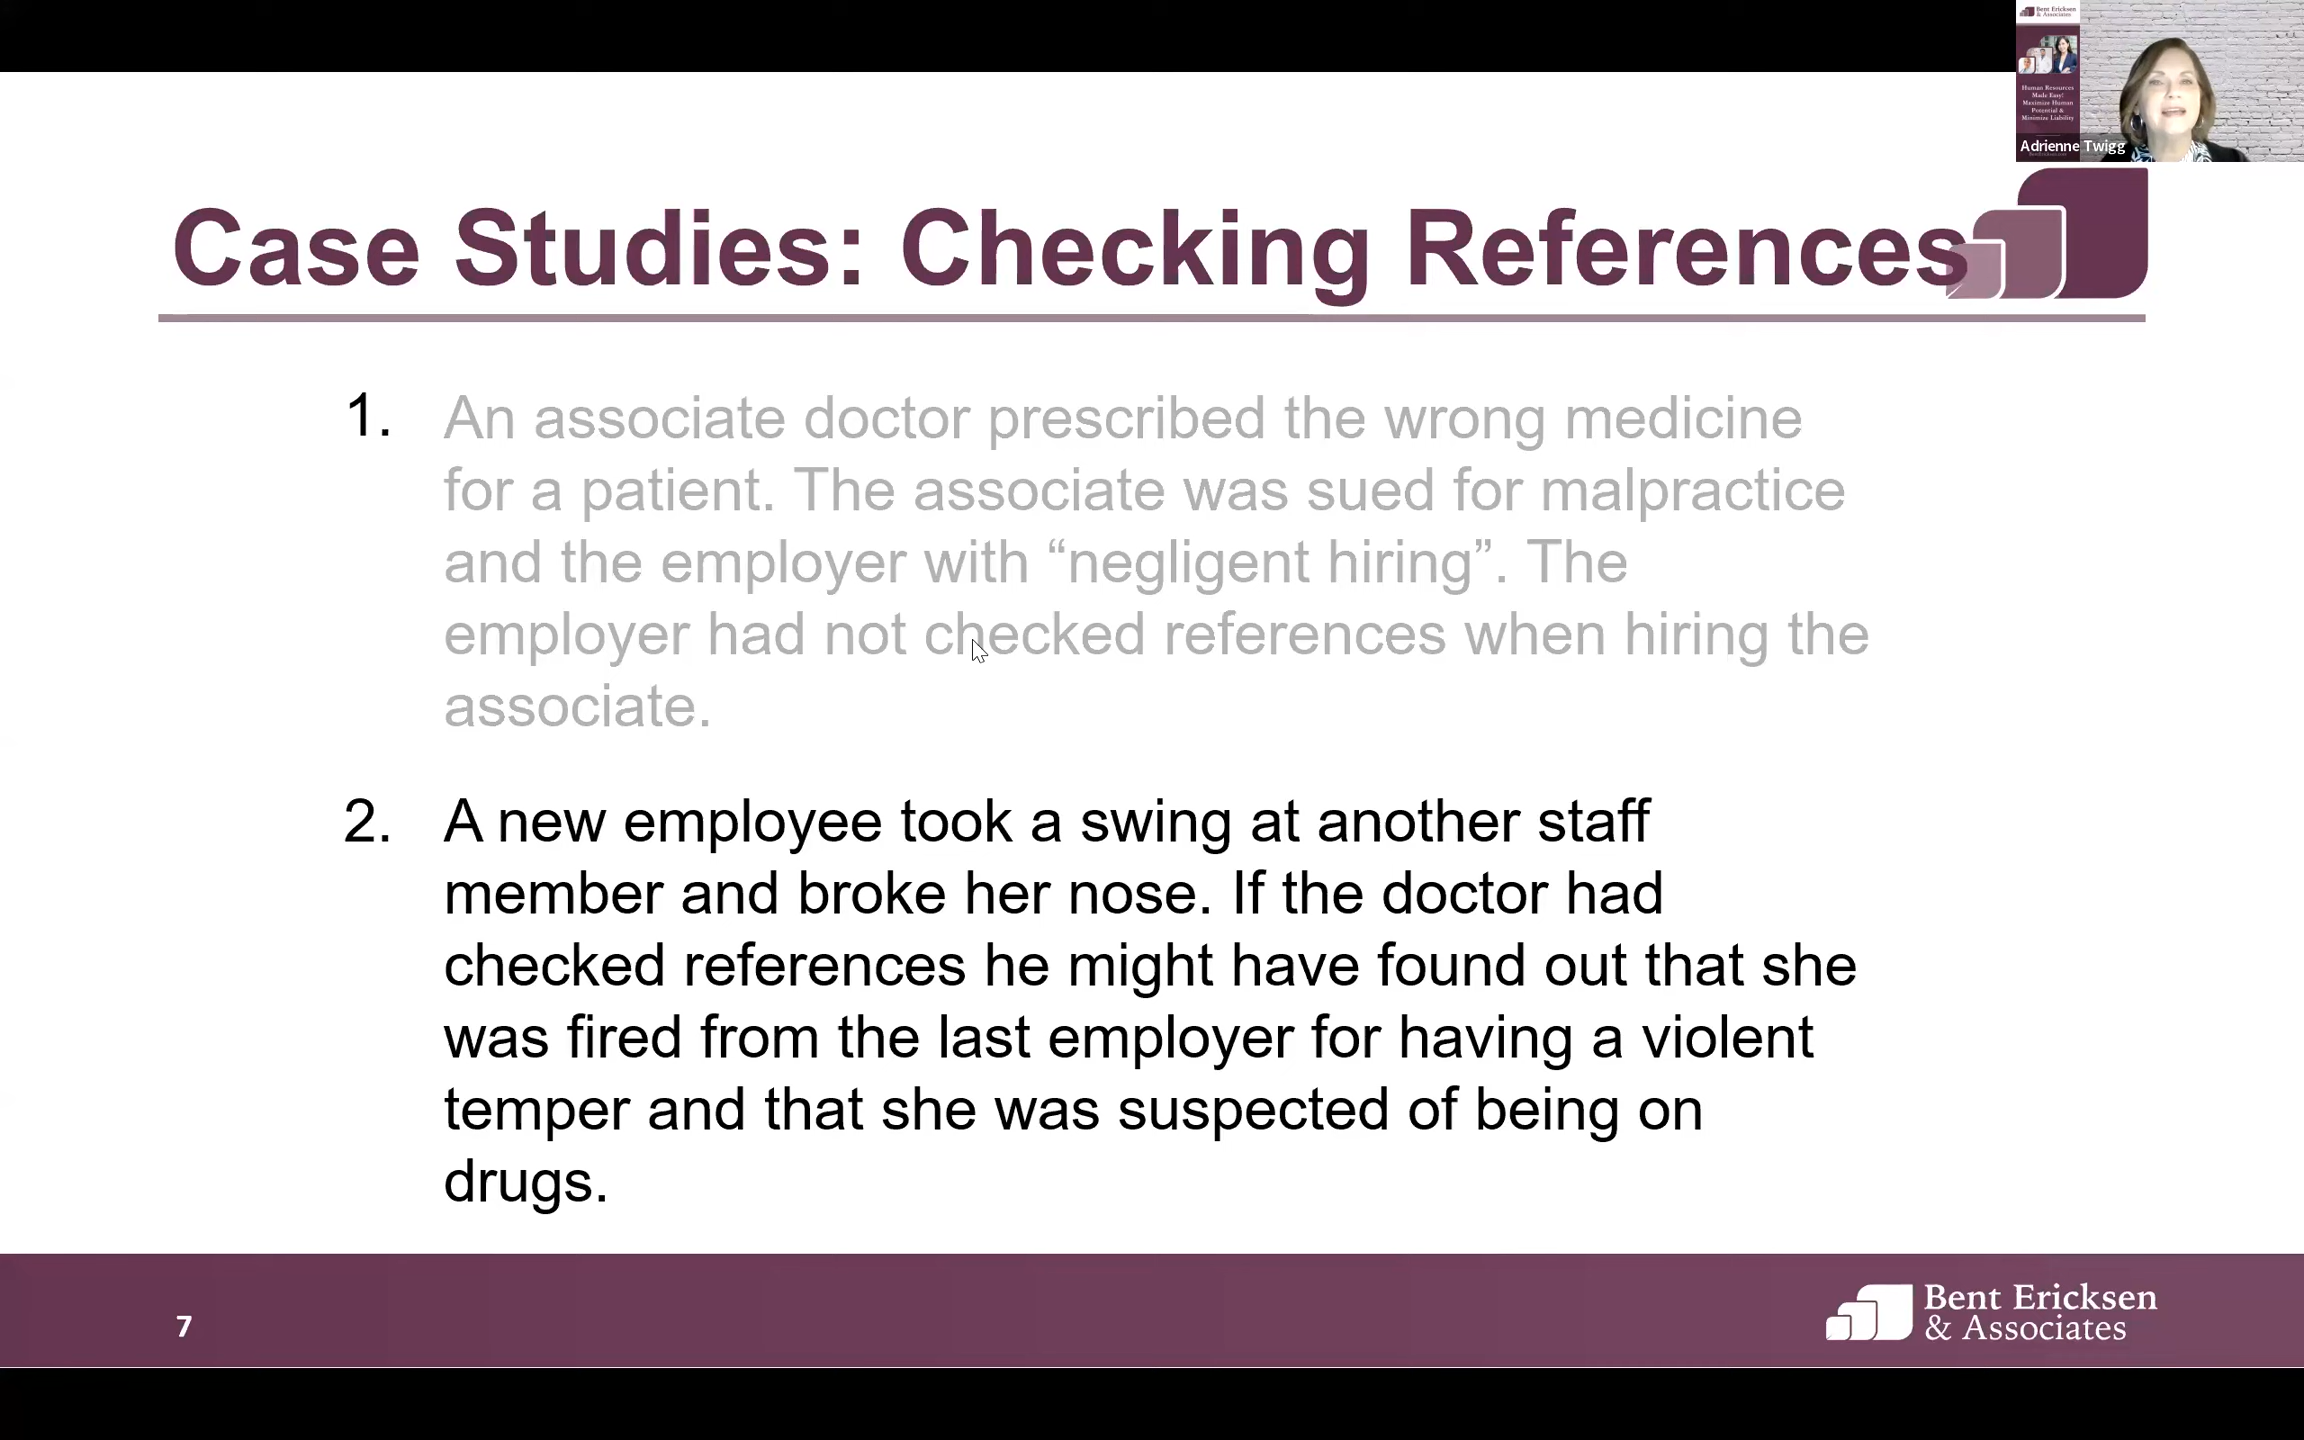 Bent Ericksen
& Associates
Human Resources
Made Easy!
Maximize Human
Potential &
Minimize Liability
Adrienne Twigg
Case Studies: Checking References
1. An associate doctor prescribed the wrong medicine
for a patient. The associate was sued for malpractice
and the employer with “negligent hiring”. The
employer had not checked references when hiring the
associate.
2. A new employee took a swing at another staff
member and broke her nose. If the doctor had
checked references he might have found out that she
was fired from the last employer for having a violent
temper and that she was suspected of being on
drugs.
7
Bent Ericksen
& Associates